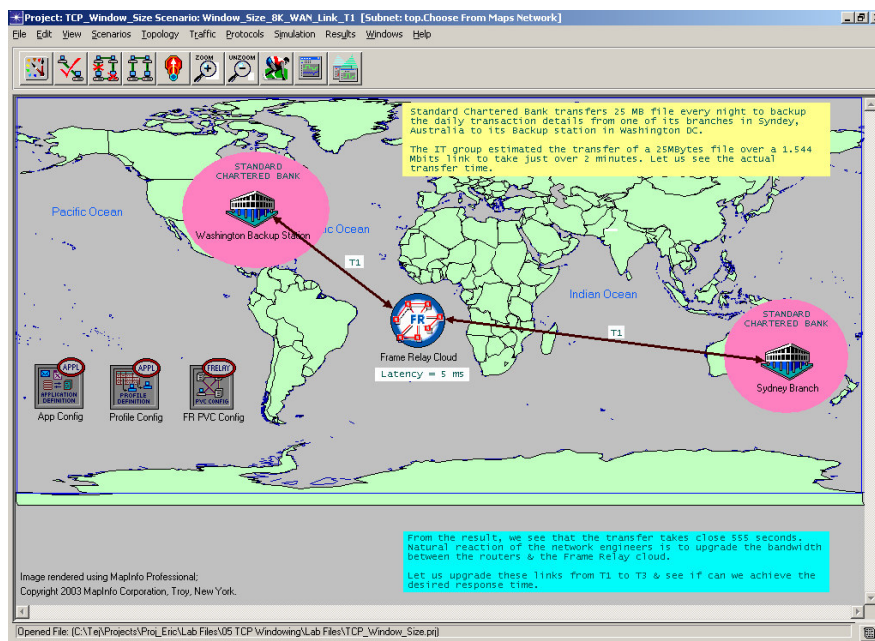 Project: TCP_Window_Size Scenario: Window_Size_8K_WAN_Link_T1 [Subnet: top.Choose From Maps Network]
File Edit View Scenarios Topology Traffic Protocols Simulation Results Windows Help
ZOOM
UNZOOM
Standard Chartered Bank transfers 25 MB file every night to backup
the daily transaction details from one of its branches in Syndey,
Australia to its Backup station in Washington DC.
The IT group estimated the transfer of a 25MBytes file over a 1.544
Mbits link to take just over 2 minutes. Let us see the actual
transfer time.
STANDARD
CHARTERED BANK
Pacific Ocean
Washington Backup Station
ic Ocean
T1
Indian Ocean
FR
T1
STANDARD
CHARTERED BANK
Frame Relay Cloud
Latency = 5 ms
Sydney Branch
APPL
APPLICATION
DEFINITION
App Config
APPL
PROFILE
DEFINITION
Profile Config
FRELAY
PVC CONFIG
FR PVC Config
From the result, we see that the transfer takes close 555 seconds.
Natural reaction of the network engineers is to upgrade the bandwidth
between the routers & the Frame Relay cloud.
Let us upgrade these links from T1 to T3 & see if can we achieve the
desired response time.
Image rendered using MapInfo Professional;
Copyright 2003 MapInfo Corporation, Troy, New York.
Opened File: (C:\Tej\Projects\Proj_Eric\Lab Files\05 TCP Windowing\Lab Files\TCP_Window_Size.prj)